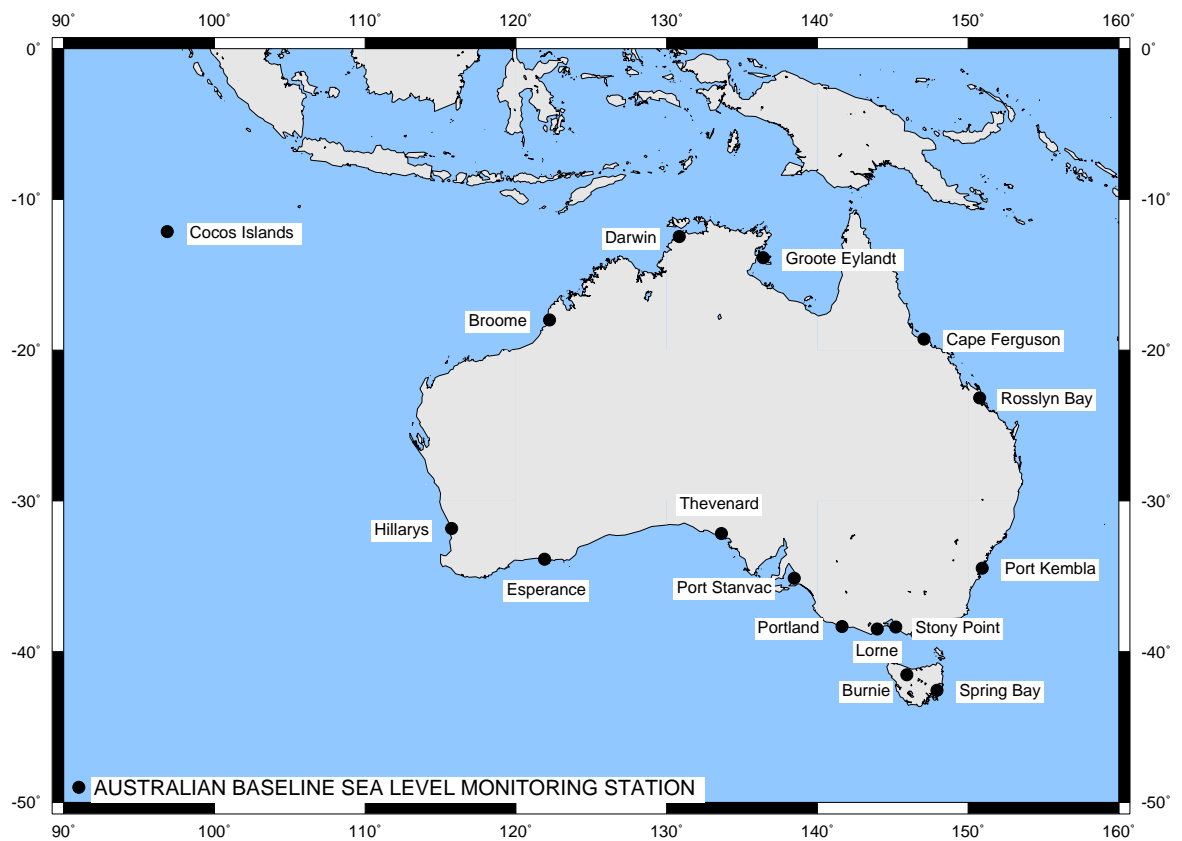 90˚ 100˚ 110˚ 120˚ 130˚ 140˚ 150˚ 160˚
0˚ 0˚
-10˚ -10˚
Cocos Islands
Darwin
Groote Eylandt
Broome
Cape Ferguson
-20˚ -20˚
Rosslyn Bay
-30˚ -30˚
Thevenard
Hillarys
Port Kembla
Esperance
Port Stanvac
Portland
Stony Point
Lorne
-40˚ -40˚
Burnie
Spring Bay
AUSTRALIAN BASELINE SEA LEVEL MONITORING STATION
-50˚ -50˚
90˚ 100˚ 110˚ 120˚ 130˚ 140˚ 150˚ 160˚